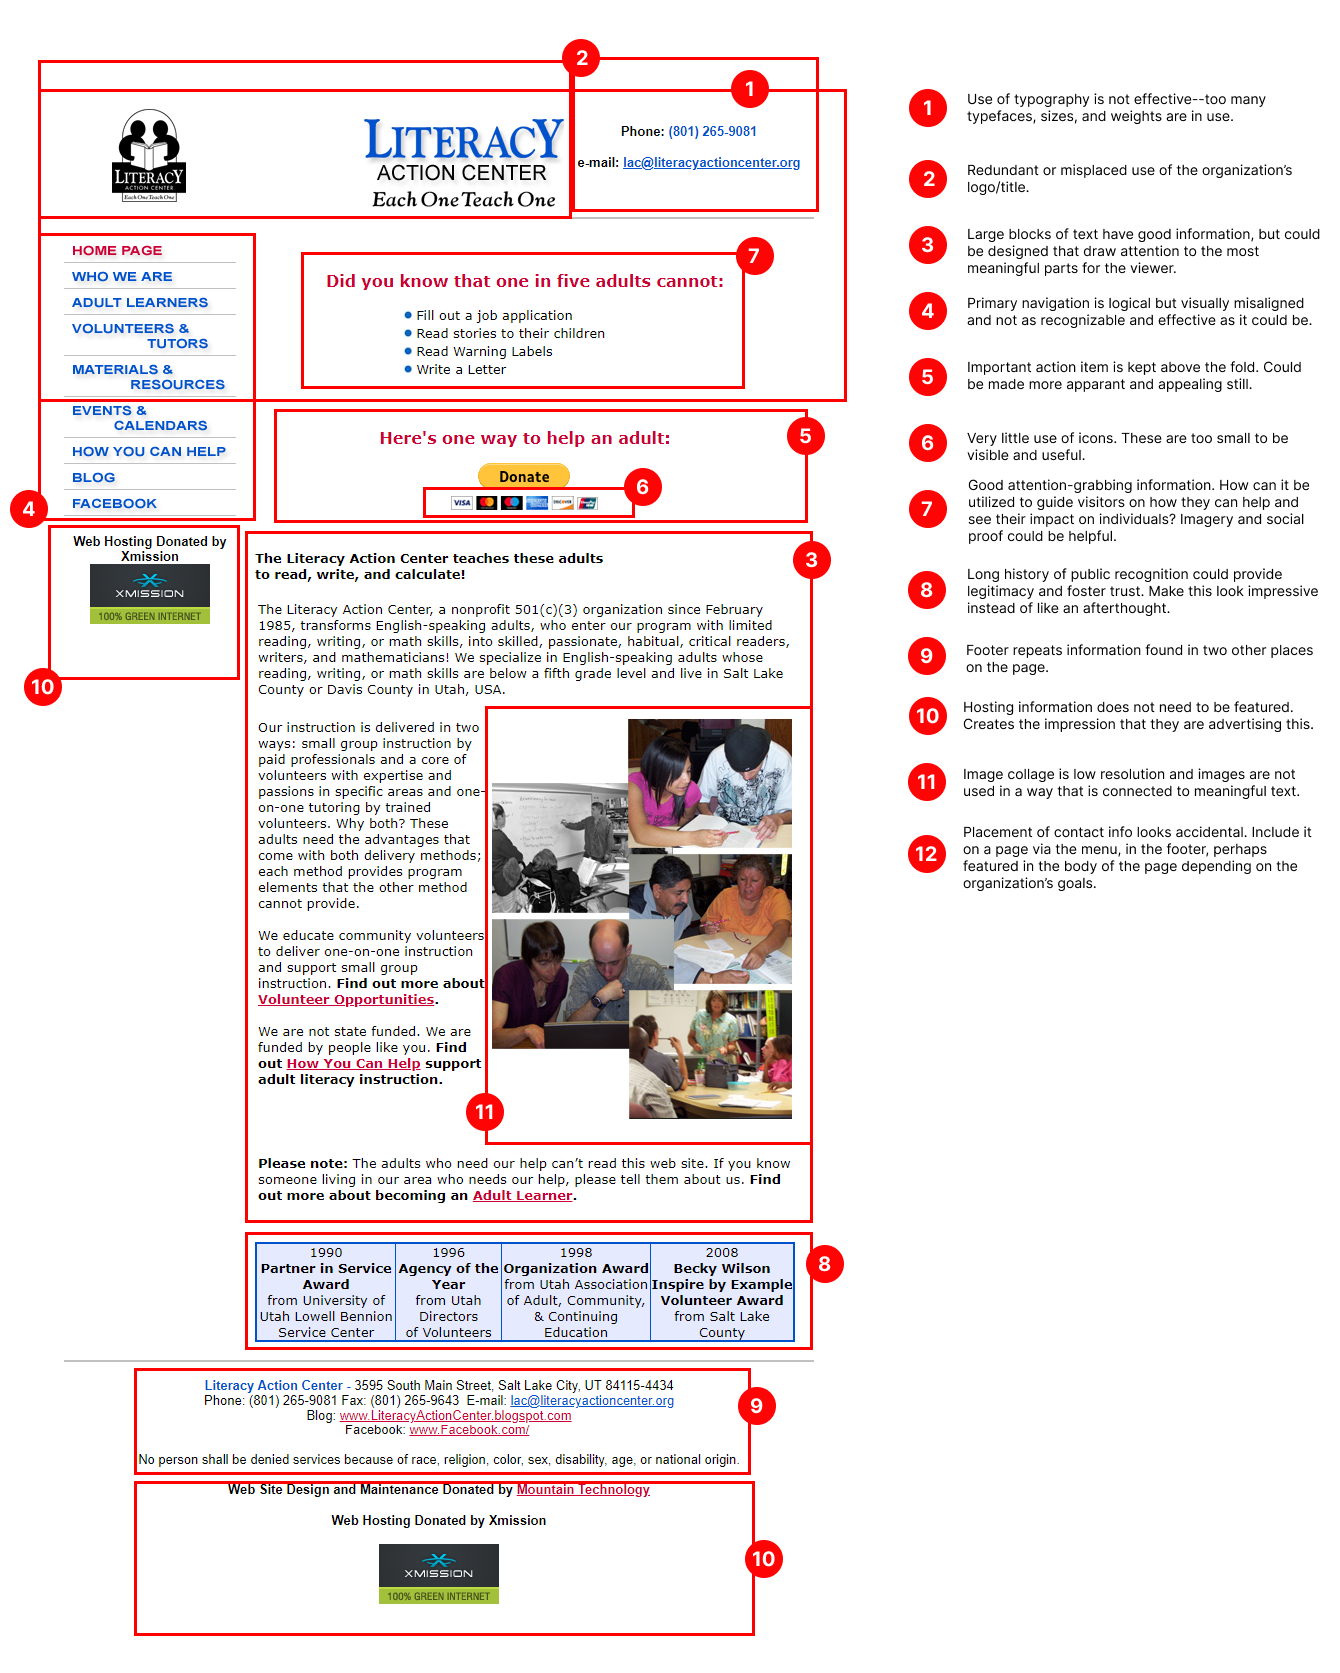 2
1
LITERACY
ACTION CENTER
Each One Teach One
LITERACY
ACTION CENTER
Each One Teach One
Phone: (801) 265-9081
e-mail: lac@literacyactioncenter.org
HOME PAGE
WHO WE ARE
ADULT LEARNERS
VOLUNTEERS &
TUTORS
MATERIALS &
RESOURCES
EVENTS &
CALENDARS
HOW YOU CAN HELP
BLOG
FACEBOOK
4
7
Did you know that one in five adults cannot:
• Fill out a job application
• Read stories to their children
• Read Warning Labels
• Write a Letter
5
Here's one way to help an adult:
Donate
6
VISA
DISCOVER
Web Hosting Donated by
Xmission
XMISSION
100% GREEN INTERNET
10
3
The Literacy Action Center teaches these adults
to read, write, and calculate!
The Literacy Action Center, a nonprofit 501(c)(3) organization since February
1985, transforms English-speaking adults, who enter our program with limited
reading, writing, or math skills, into skilled, passionate, habitual, critical readers,
writers, and mathematicians! We specialize in English-speaking adults whose
reading, writing, or math skills are below a fifth grade level and live in Salt Lake
County or Davis County in Utah, USA.
Our instruction is delivered in two
ways: small group instruction by
paid professionals and a core of
volunteers with expertise and
passions in specific areas and one-
on-one tutoring by trained
volunteers. Why both? These
adults need the advantages that
come with both delivery methods;
each method provides program
elements that the other method
cannot provide.
We educate community volunteers
to deliver one-on-one instruction
and support small group
instruction. Find out more about
Volunteer Opportunities.
We are not state funded. We are
funded by people like you. Find
out How You Can Help support
adult literacy instruction.
11
Please note: The adults who need our help can’t read this web site. If you know
someone living in our area who needs our help, please tell them about us. Find
out more about becoming an Adult Learner.
8
1990
Partner in Service
Award
from University of
Utah Lowell Bennion
Service Center
1996
Agency of the
Year
from Utah
Directors
of Volunteers
1998
Organization Award
from Utah Association
of Adult, Community,
& Continuing
Education
2008
Becky Wilson
Inspire by Example
Volunteer Award
from Salt Lake
County
9
Literacy Action Center - 3595 South Main Street, Salt Lake City, UT 84115-4434
Phone: (801) 265-9081 Fax: (801) 265-9643 E-mail: lac@literacyactioncenter.org
Blog: www.LiteracyActionCenter.blogspot.com
Facebook: www.Facebook.com/
No person shall be denied services because of race, religion, color, sex, disability, age, or national origin.
Web Site Design and Maintenance Donated by Mountain Technology
Web Hosting Donated by Xmission
XMISSION
100% GREEN INTERNET
10
1
Use of typography is not effective--too many
typefaces, sizes, and weights are in use.
2
Redundant or misplaced use of the organization’s
logo/title.
3
Large blocks of text have good information, but could
be designed that draw attention to the most
meaningful parts for the viewer.
4
Primary navigation is logical but visually misaligned
and not as recognizable and effective as it could be.
5
Important action item is kept above the fold. Could
be made more apparant and appealing still.
6
Very little use of icons. These are too small to be
visible and useful.
7
Good attention-grabbing information. How can it be
utilized to guide visitors on how they can help and
see their impact on individuals? Imagery and social
proof could be helpful.
8
Long history of public recognition could provide
legitimacy and foster trust. Make this look impressive
instead of like an afterthought.
9
Footer repeats information found in two other places
on the page.
10
Hosting information does not need to be featured.
Creates the impression that they are advertising this.
11
Image collage is low resolution and images are not
used in a way that is connected to meaningful text.
12
Placement of contact info looks accidental. Include it
on a page via the menu, in the footer, perhaps
featured in the body of the page depending on the
organization’s goals.